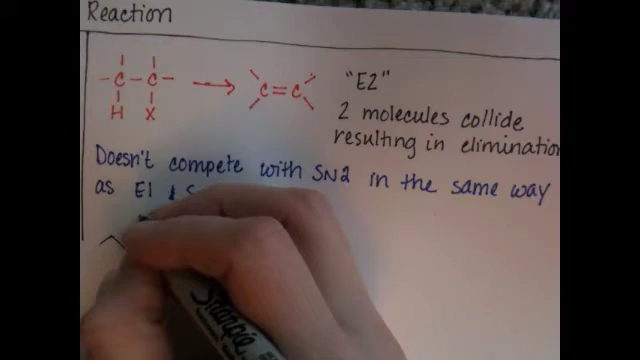 Reaction
- C - C - → C = C
H X
"E2"
2 molecules collide
resulting in elimination
Doesn't compete with SN2 in the same way
as E1 & S
Sharpie